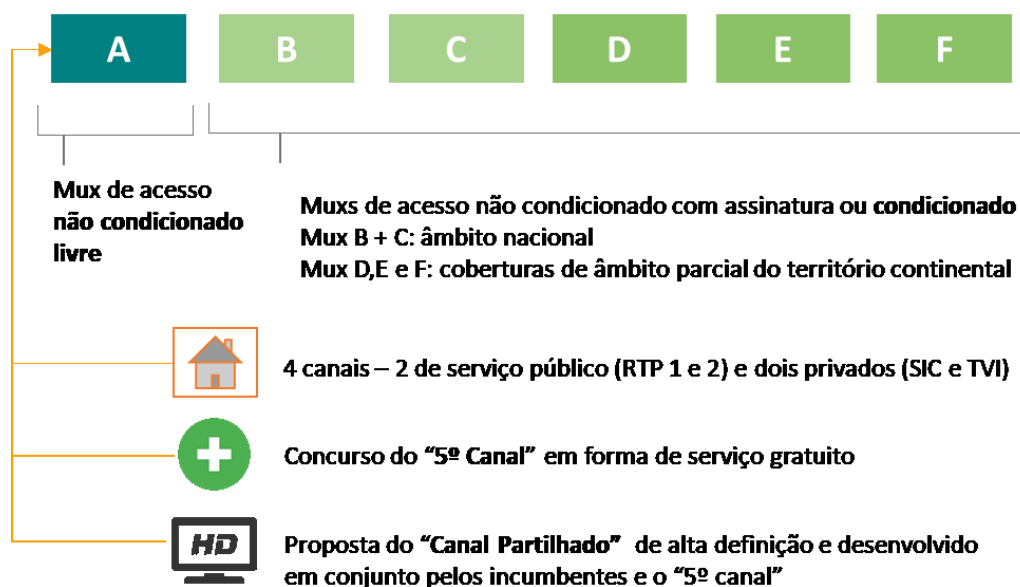 A B C D E F
Mux de acesso
não condicionado
livre
Muxs de acesso não condicionado com assinatura ou condicionado
Mux B + C: âmbito nacional
Mux D,E e F: coberturas de âmbito parcial do território continental
4 canais – 2 de serviço público (RTP 1 e 2) e dois privados (SIC e TVI)
Concurso do “5º Canal” em forma de serviço gratuito
HD
Proposta do “Canal Partilhado” de alta definição e desenvolvido
em conjunto pelos incumbentes e o “5º canal”